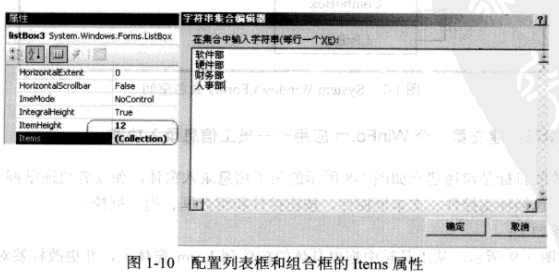 属性
listBox3 System.Windows.Forms.ListBox
HorizontalExtent 0
HorizontalScrollbar False
ImeMode NoControl
IntegralHeight True
ItemHeight 12
Items (Collection)
字符串集合编辑器
在集合中输入字符串(每行一个)(E):
软件部
硬件部
财务部
人事部
确定 取消
图 1-10 配置列表框和组合框的 Items 属性